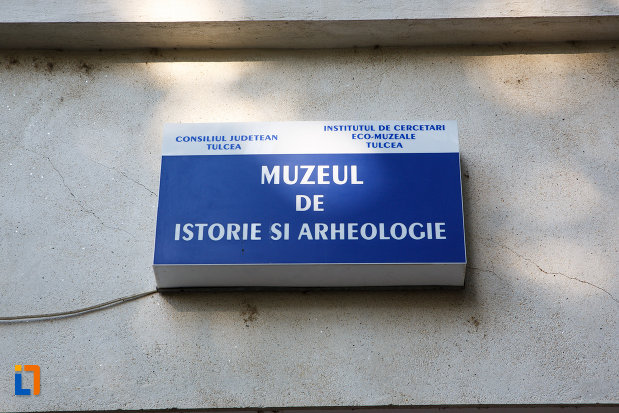 CONSILIUL JUDETEAN
TULCEA
INSTITUTUL DE CERCETARI
ECO-MUZEALE
TULCEA
MUZEUL
DE
ISTORIE SI ARHEOLOGIE